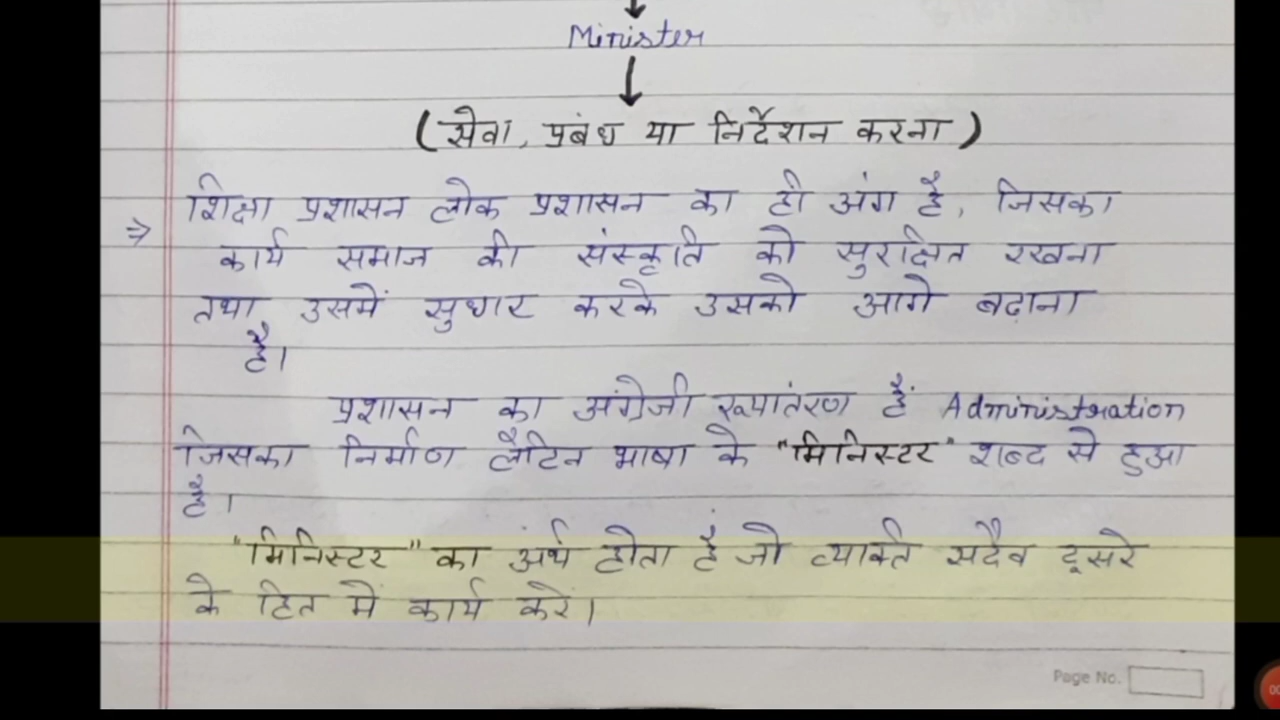 Minister
(सेवा, प्रबंध या निर्देशन करना)
शिक्षा प्रशासन लोक प्रशासन का ही अंग है, जिसका
कार्य समाज की संस्कृति को सुरक्षित रखना
तथा उसमें सुधार करके उसको आगे बढ़ाना
है।
प्रशासन का अंग्रेजी रूपांतरण हैं Administration
जिसका निर्माण लैटिन भाषा के "मिनिस्टर" शब्द से हुआ
है।
"मिनिस्टर" का अर्थ होता है जो व्यक्ति सदैव दूसरे
के हित में कार्य करें।
Page No.
00